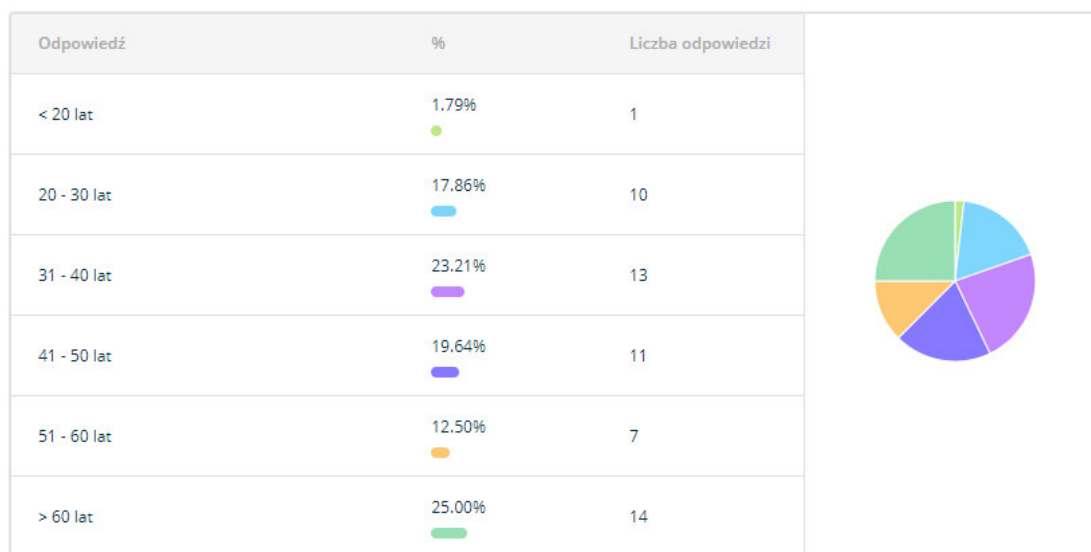 Odpowiedź % Liczba odpowiedzi
< 20 lat 1.79% 1
20 - 30 lat 17.86% 10
31 - 40 lat 23.21% 13
41 - 50 lat 19.64% 11
51 - 60 lat 12.50% 7
> 60 lat 25.00% 14